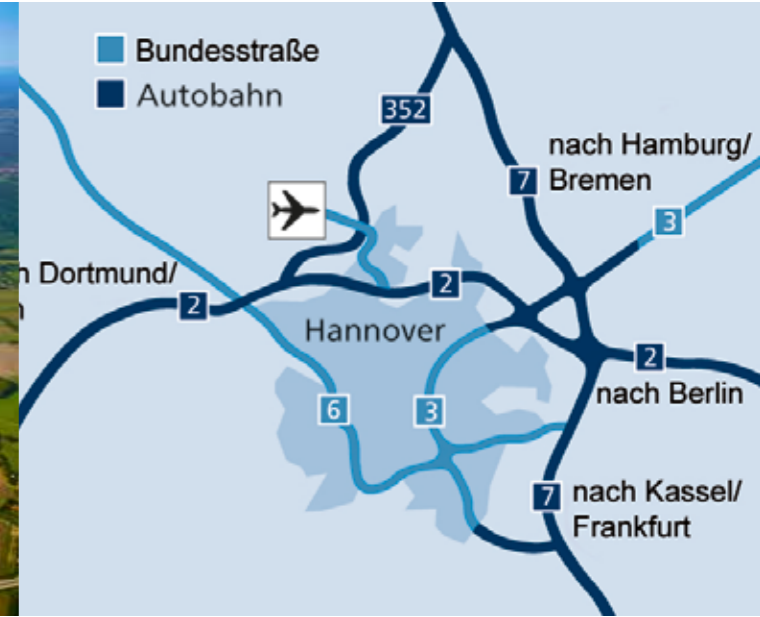 Bundesstraße
Autobahn
352
nach Hamburg/
Bremen
7
3
Dortmund/
2
2
Hannover
2
nach Berlin
6
3
7
nach Kassel/
Frankfurt